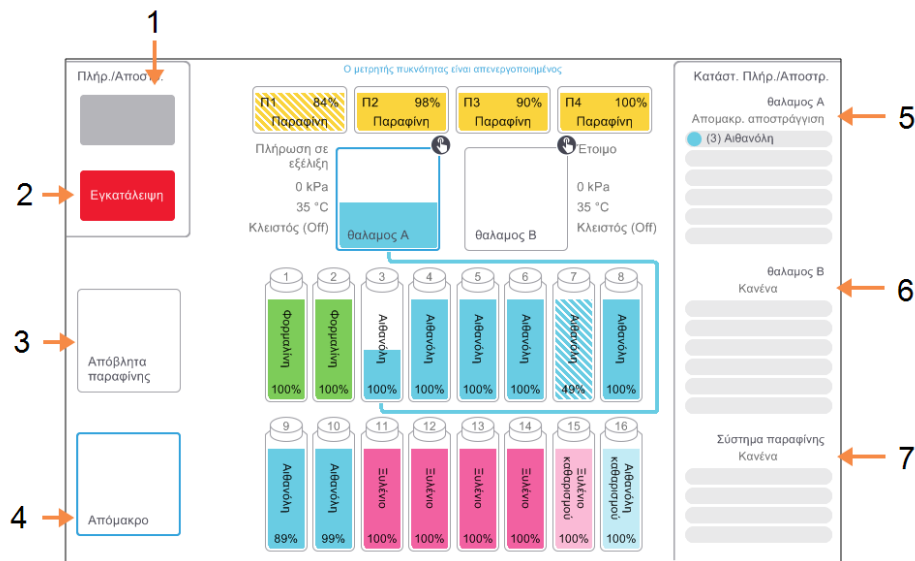 1
Πλήρ./Αποστρ.
2
Εγκατάλειψη
3
Απόβλητα
παραφίνης
4
Απόμακρο
Ο μετρητής πυκνότητας είναι απενεργοποιημένος
Π1 84%
Παραφίνη
Π2 98%
Παραφίνη
Π3 90%
Παραφίνη
Π4 100%
Παραφίνη
Πλήρωση σε
εξέλιξη
0 kPa
35 °C
Κλειστός (Off)
θαλαμος A
θαλαμος B
Έτοιμο
0 kPa
35 °C
Κλειστός (Off)
1
Φορμαλίνη
100%
2
Φορμαλίνη
100%
3
Αιθανόλη
100%
4
Αιθανόλη
100%
5
Αιθανόλη
100%
6
Αιθανόλη
100%
7
Αιθανόλη
49%
8
Αιθανόλη
100%
9
Αιθανόλη
89%
10
Αιθανόλη
99%
11
Ξυλένιο
100%
12
Ξυλένιο
100%
13
Ξυλένιο
100%
14
Ξυλένιο
100%
15
Ξυλένιο
καθαρισμού
100%
16
Αιθανόλη
καθαρισμού
100%
Κατάστ. Πλήρ./Αποστρ.
θαλαμος A
Απομακρ. αποστράγγιση
(3) Αιθανόλη
5
θαλαμος B
Κανένα
6
Σύστημα παραφίνης
Κανένα
7